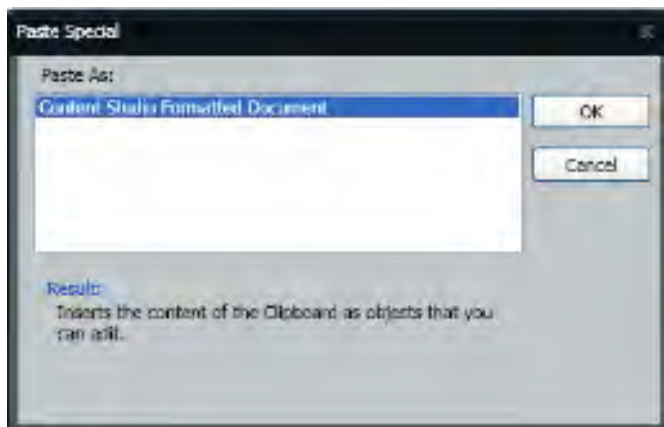 Paste Special
Paste As:
Content Studio Formatted Document
OK
Cancel
Result:
Inserts the content of the Clipboard as objects that you
can edit.